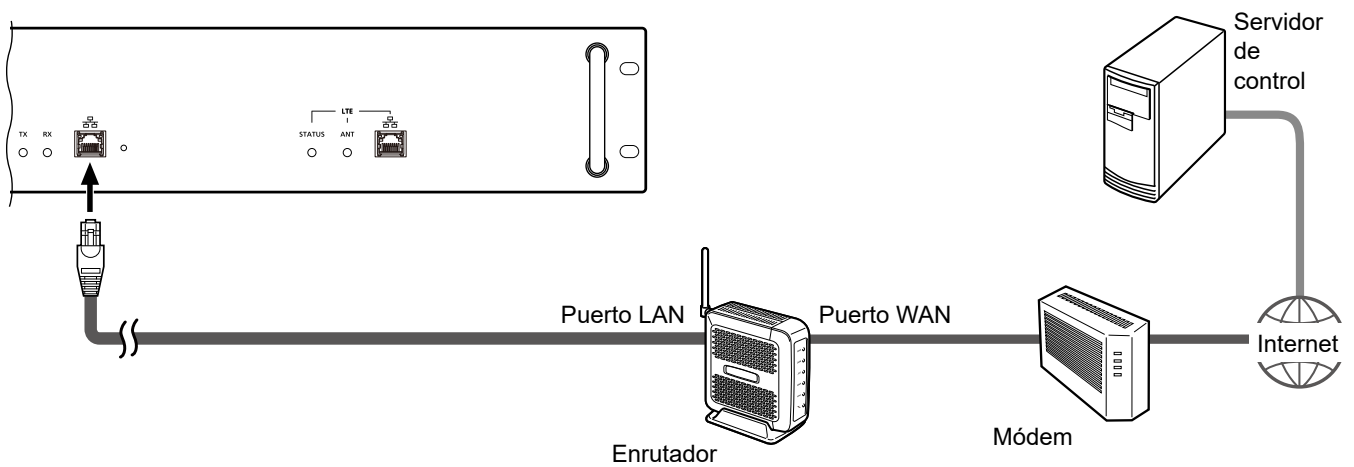 Servidor
de
control
LTE
TX RX
STATUS ANT
Puerto LAN
Puerto WAN
Internet
Módem
Enrutador